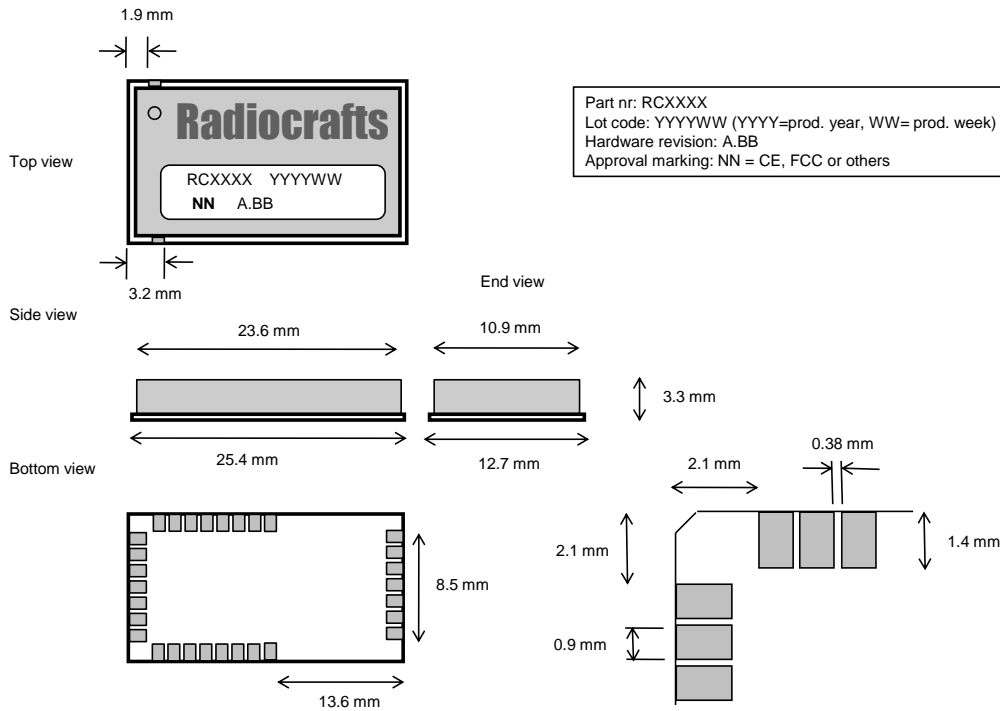 1.9 mm
Top view
Radiocrafts
RCXXXX YYYYWW
NN A.BB
Part nr: RCXXXX
Lot code: YYYYWW (YYYY=prod. year, WW= prod. week)
Hardware revision: A.BB
Approval marking: NN = CE, FCC or others
3.2 mm
End view
Side view
23.6 mm
10.9 mm
3.3 mm
25.4 mm
12.7 mm
0.38 mm
Bottom view
2.1 mm
2.1 mm
1.4 mm
8.5 mm
0.9 mm
13.6 mm